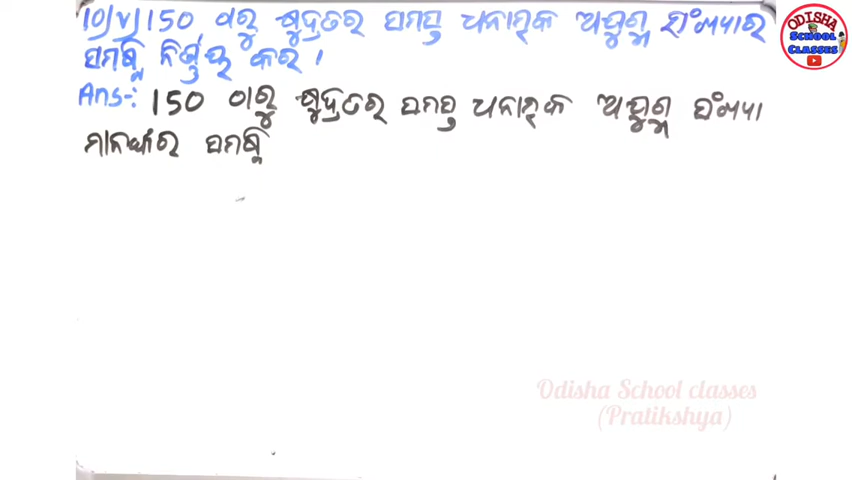 10/v/150 ଠାରୁ କ୍ଷୁଦ୍ରତର ସମସ୍ତ ଧନାତ୍ମକ ଅଯୁଗ୍ମ ସଂଖ୍ୟାର
ସମଷ୍ଟି ନିର୍ଣ୍ଣୟ କର ।
Ans-: 150 ଠାରୁ କ୍ଷୁଦ୍ରତର ସମସ୍ତ ଧନାତ୍ମକ ଅଯୁଗ୍ମ ସଂଖ୍ୟା
ମାନଙ୍କର ସମଷ୍ଟି
ODISHA
SCHOOL
CLASSES
Odisha School classes
(Pratikshya)